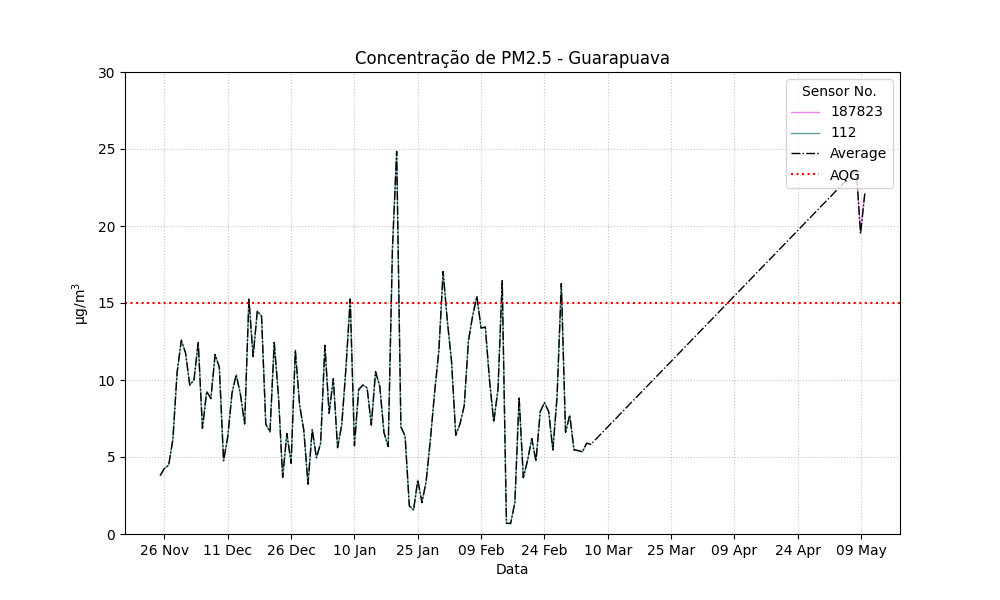 Concentração de PM2.5 - Guarapuava
30
25
20
15
10
5
0
µg/m³
Sensor No.
187823
112
Average
AQG
26 Nov 11 Dec 26 Dec 10 Jan 25 Jan 09 Feb 24 Feb 10 Mar 25 Mar 09 Apr 24 Apr 09 May
Data